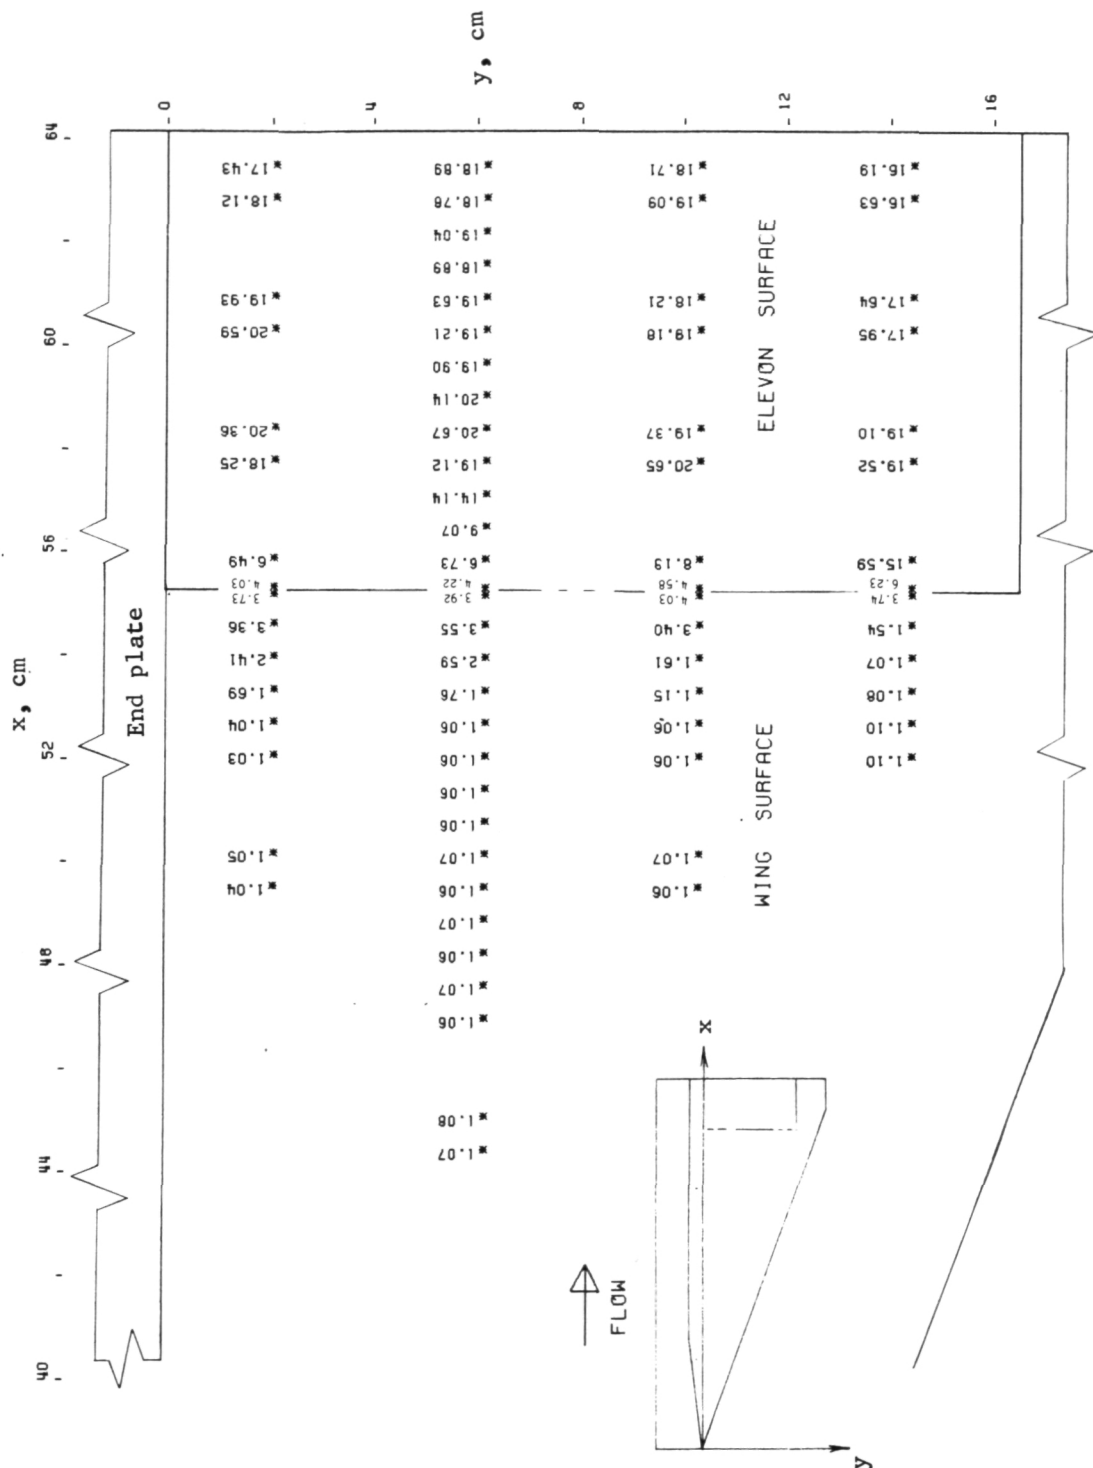 x, cm
40 44 48 52 56 60 64
y, cm
0
4
8
12
16
End plate
17.43 18.89 18.71 16.19
18.12 18.78 19.09 16.63
19.04
18.89
19.93 19.63 18.21 17.64
20.59 19.21 19.18 17.95
19.90
20.14
20.36 20.67 19.37 19.10
18.25 19.12 20.65 19.52
14.14
9.07
6.49 6.73 8.13 15.59
4.03 4.22 4.58 6.23
3.73 3.92 4.03 3.74
3.36 3.55 3.40 1.54
2.41 2.59 1.61 1.07
1.69 1.76 1.15 1.08
1.04 1.06 1.06 1.10
1.03 1.06 1.06 1.10
1.06
1.06
1.05 1.07 1.07
1.04 1.06 1.06
1.07
1.06
1.07
1.06
1.08
1.07
ELEVON SURFACE
WING SURFACE
FLOW
x
y